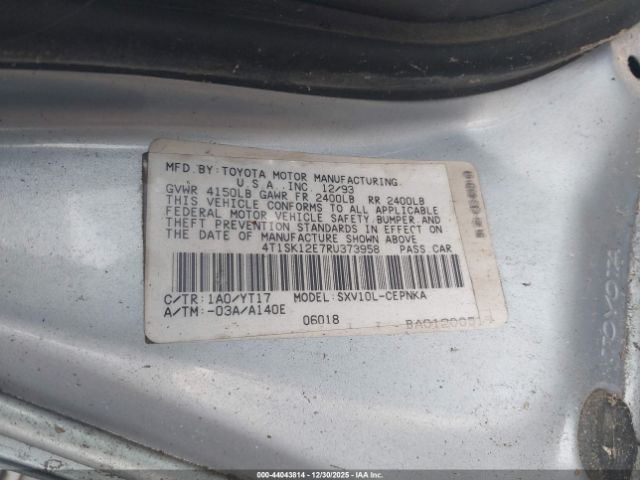 MFD.BY:TOYOTA MOTOR MANUFACTURING,
U.S.A.,INC. 12/93
GVWR 4150LB GAWR FR 2400LB RR 2400LB
THIS VEHICLE CONFORMS TO ALL APPLICABLE
FEDERAL MOTOR VEHICLE SAFETY,BUMPER AND
THEFT PREVENTION STANDARDS IN EFFECT ON
THE DATE OF MANUFACTURE SHOWN ABOVE
4T1SK12E7RU373958 PASS CAR
C/TR:1A0/YT17 MODEL:SXV10L-CEPNKA
A/TM:-03A/A140E
06018
TOYOTA
000-44043814 - 12/30/2025 - IAAI.COM